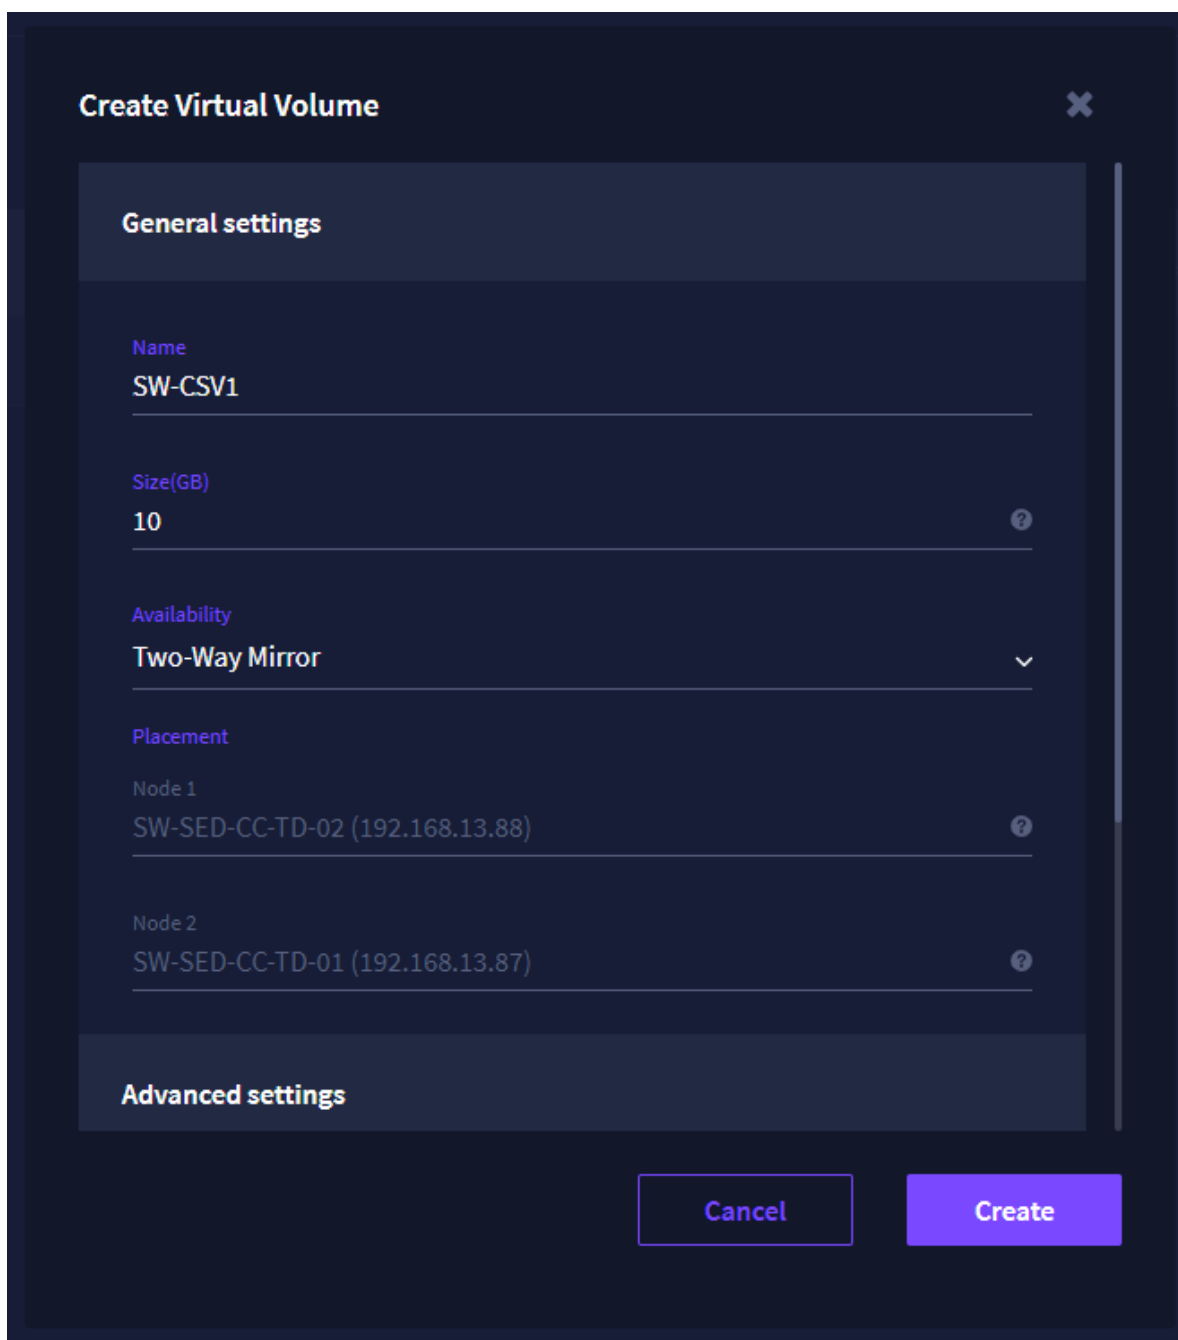 Create Virtual Volume
General settings
Name
SW-CSV1
Size(GB)
10
Availability
Two-Way Mirror
Placement
Node 1
SW-SED-CC-TD-02 (192.168.13.88)
Node 2
SW-SED-CC-TD-01 (192.168.13.87)
Advanced settings
Cancel
Create